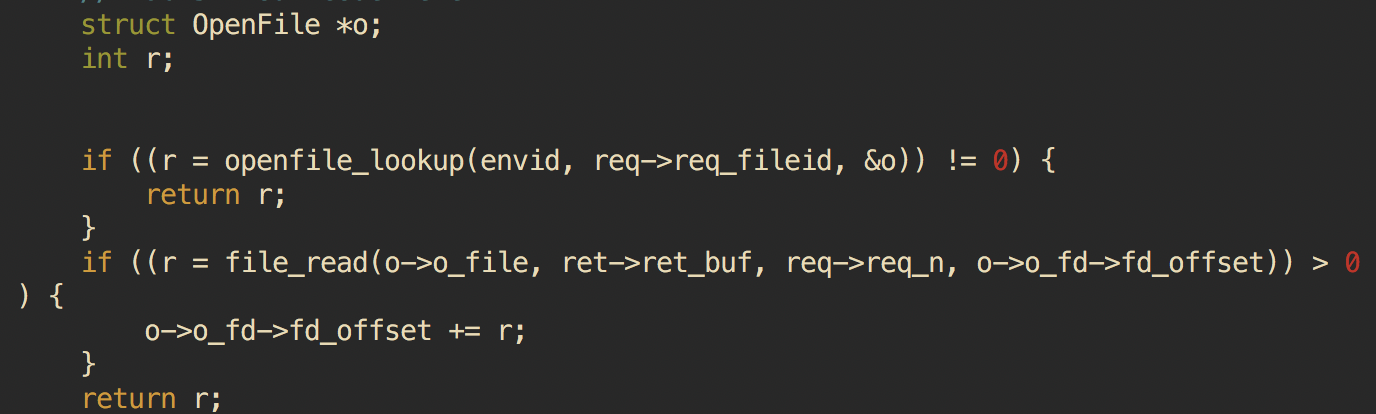 struct OpenFile *o;
int r;
if ((r = openfile_lookup(envid, req->req_fileid, &o)) != 0) {
return r;
}
if ((r = file_read(o->o_file, ret->ret_buf, req->req_n, o->o_fd->fd_offset)) > 0
) {
o->o_fd->fd_offset += r;
}
return r;